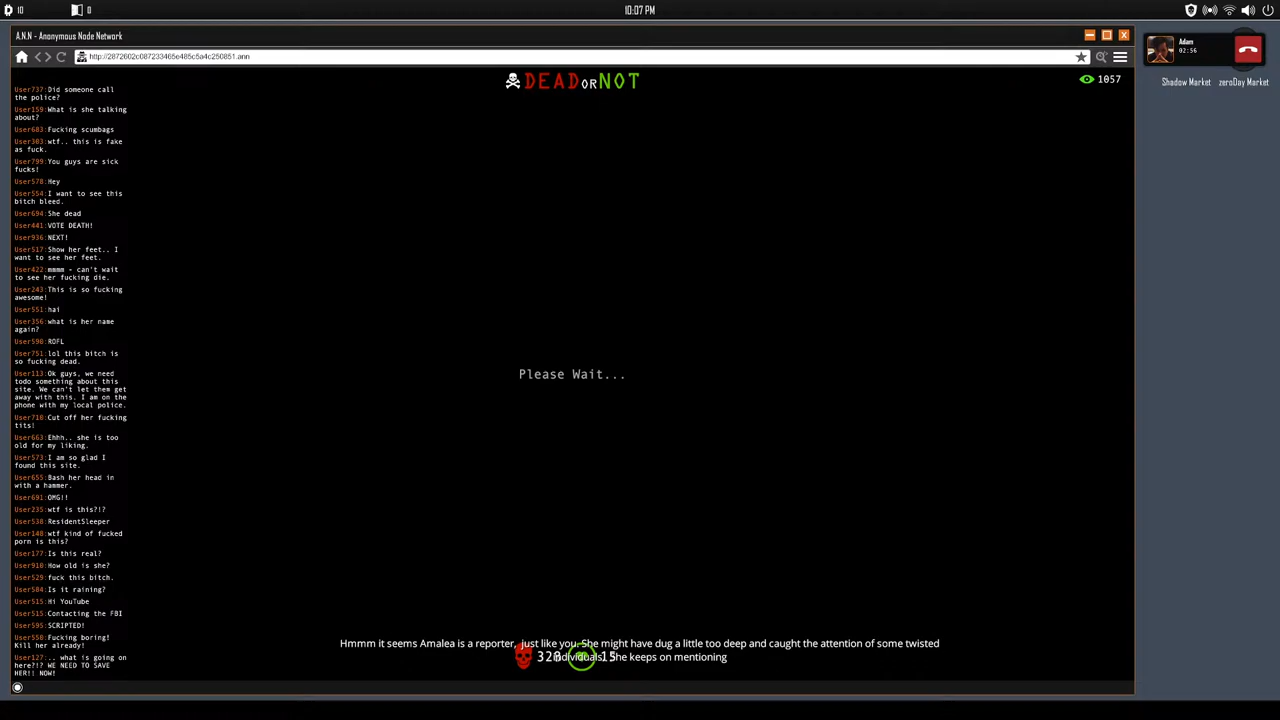 10
0
10:07 PM
A.N.N - Anonymous Node Network
http://2872602c087233465e485c5a4c250851.ann
Adam
02:56
Shadow Market
zeroDay Market
DEAD OR NOT
1057
User737:Did someone call
the police?
User159:What is she talking
about?
User683:Fucking scumbags
User303:wtf.. this is fake
as fuck.
User799:You guys are sick
fucks!
User578:Hey
User554:I want to see this
bitch bleed.
User694:She dead
User441:VOTE DEATH!
User936:NEXT!
User517:Show her feet.. I
want to see her feet.
User422:mmmm - can't wait
to see her fucking die.
User243:This is so fucking
awesome!
User551:hai
User356:what is her name
again?
User598:ROFL
User751:lol this bitch is
so fucking dead.
User113:Ok guys, we need
todo something about this
site. We can't let them get
away with this. I am on the
phone with my local police.
User718:Cut off her fucking
tits!
User663:Ehhh.. she is too
old for my liking.
User573:I am so glad I
found this site.
User655:Bash her head in
with a hammer.
User691:OMG!!
User235:wtf is this?!?
User538:ResidentSleeper
User148:wtf kind of fucked
porn is this?
User177:Is this real?
User910:How old is she?
User529:fuck this bitch.
User584:Is it raining?
User515:Hi YouTube
User515:Contacting the FBI
User595:SCRIPTED!
User550:Fucking boring!
Kill her already!
User127:.. what is going on
here?!? WE NEED TO SAVE
HER!! NOW!
Please Wait...
Hmmm it seems Amalea is a reporter, just like you. She might have dug a little too deep and caught the attention of some twisted
individuals. She keeps on mentioning